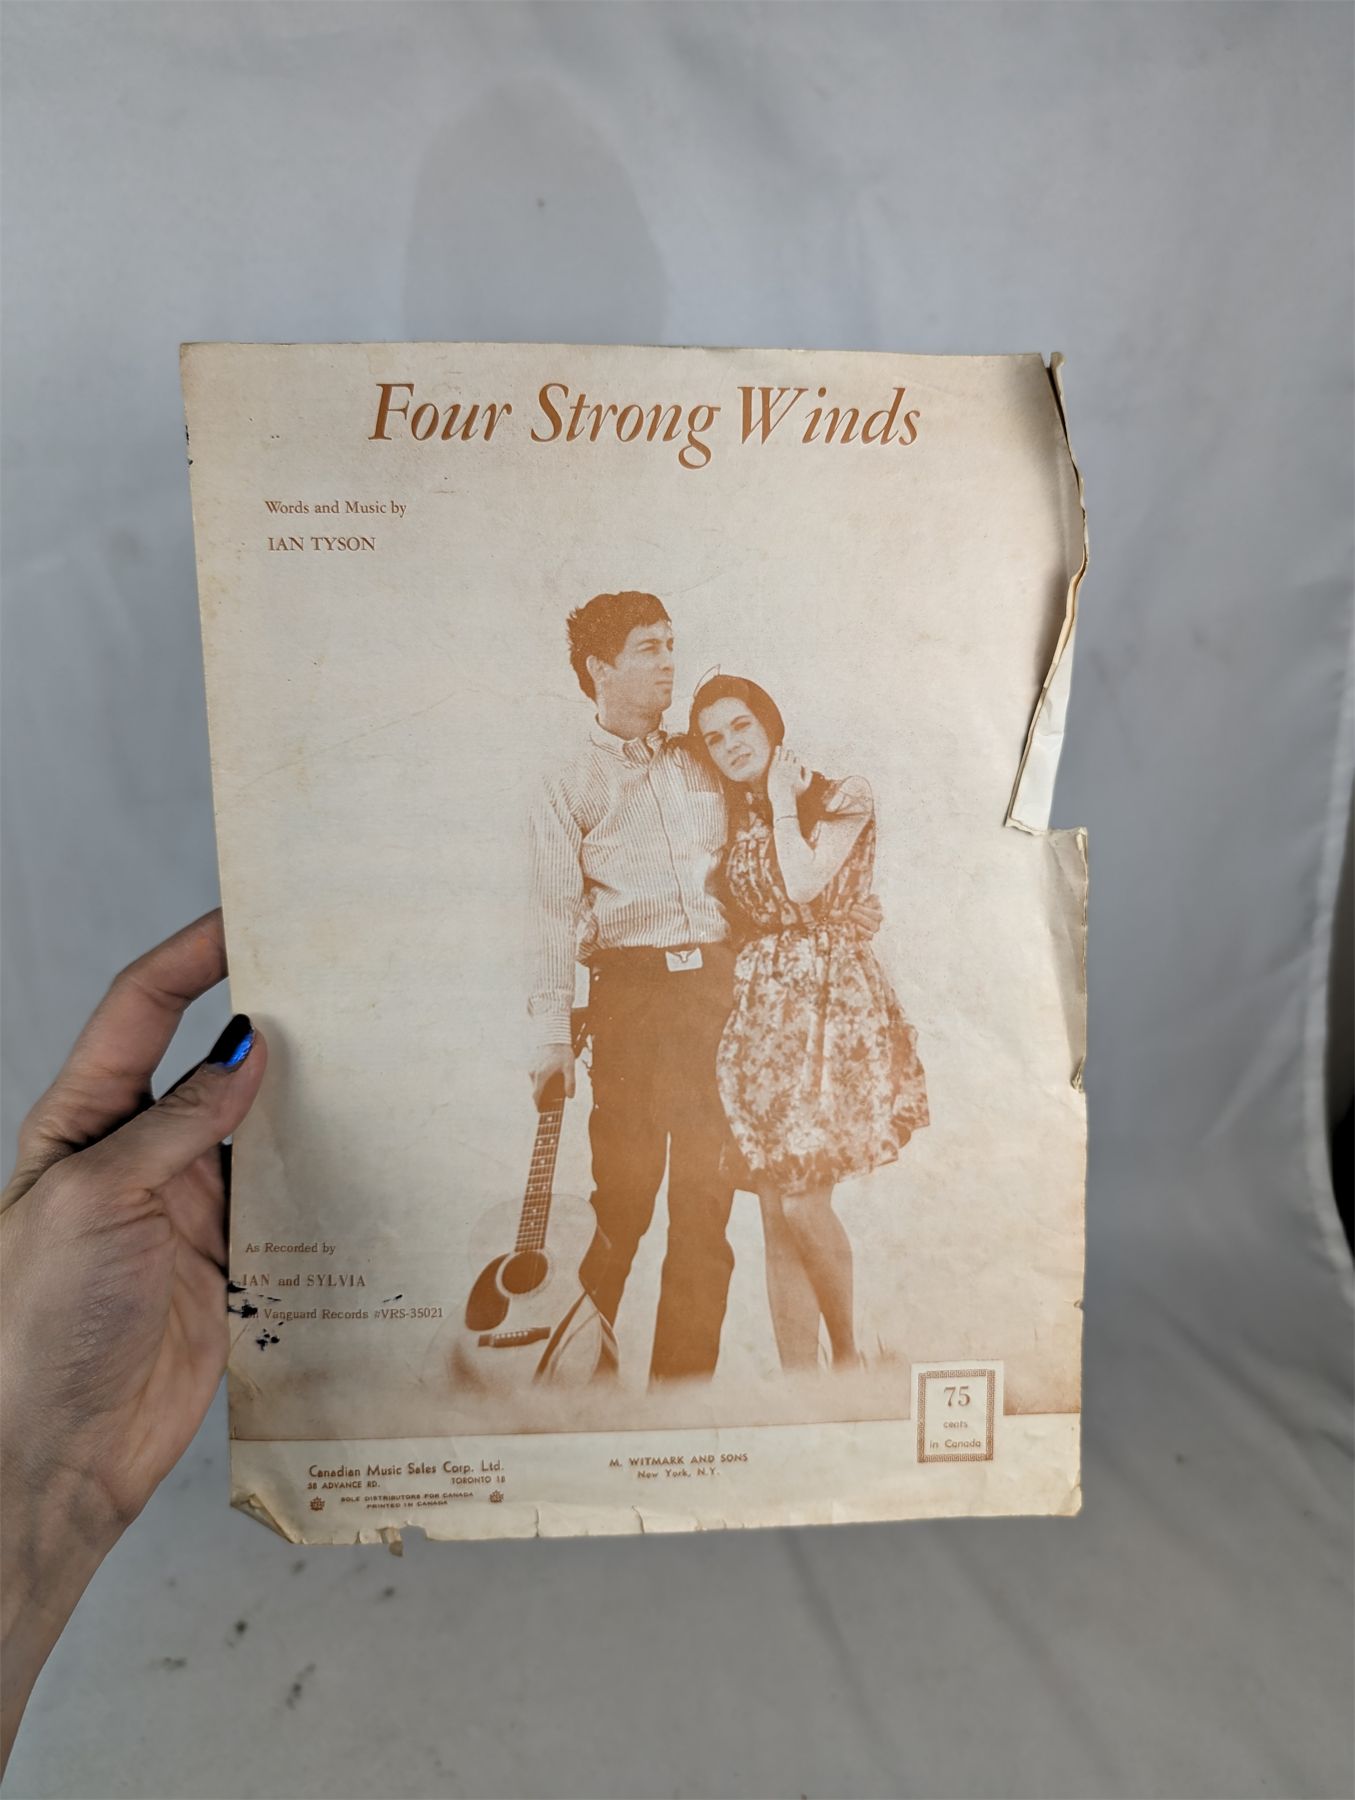 Four Strong Winds
Words and Music by
IAN TYSON
As Recorded by
IAN and SYLVIA
Vanguard Records #VRS-35021
75
cents
in Canada
Canadian Music Sales Corp. Ltd.
58 ADVANCE RD. TORONTO 18
SOLE DISTRIBUTORS FOR CANADA
PRINTED IN CANADA
M. WITMARK AND SONS
New York, N.Y.